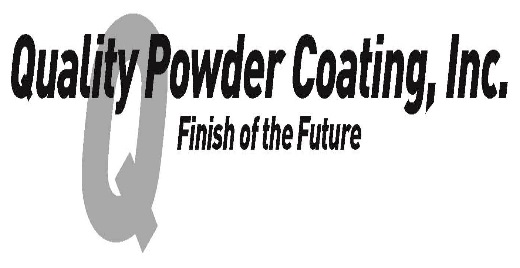 Quality Powder Coating, Inc.
Finish of the Future
Q